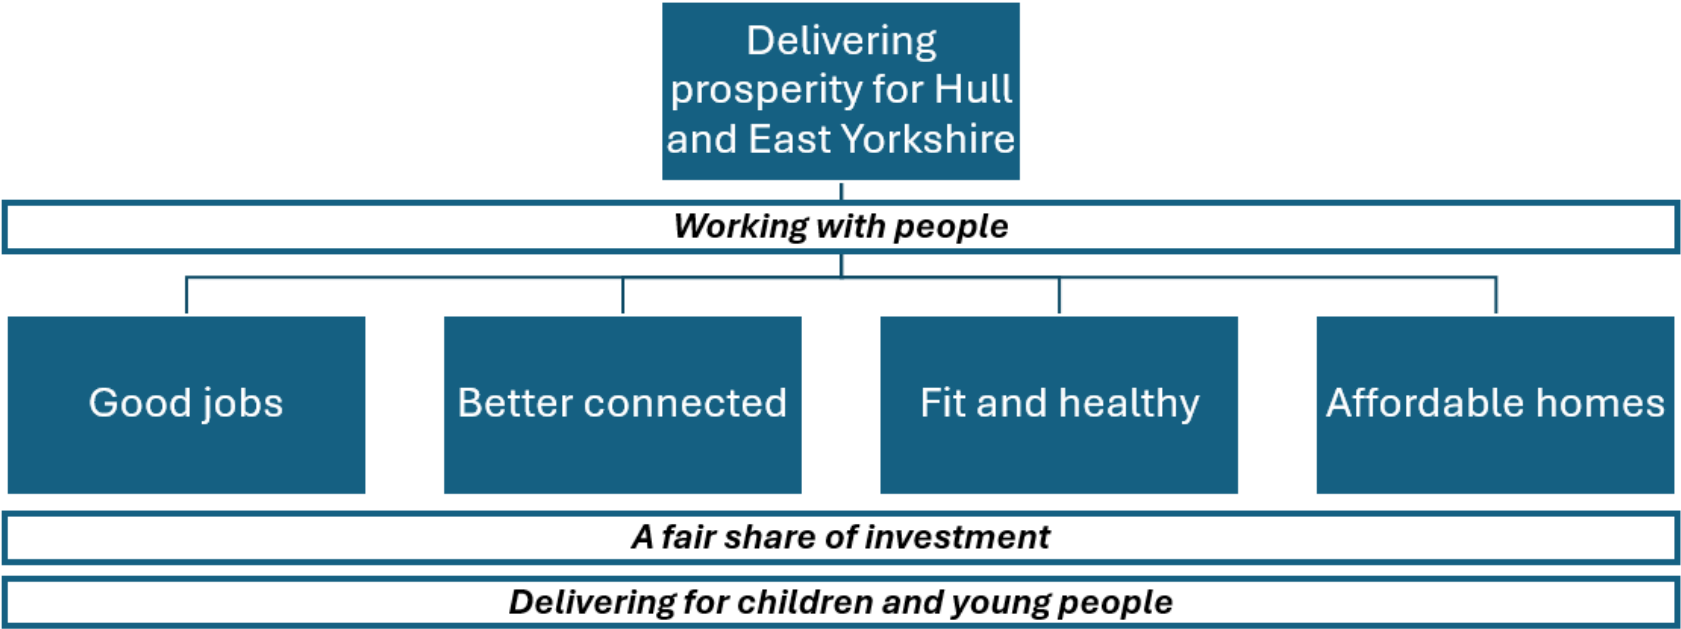 Delivering
prosperity for Hull
and East Yorkshire
Working with people
Good jobs
Better connected
Fit and healthy
Affordable homes
A fair share of investment
Delivering for children and young people